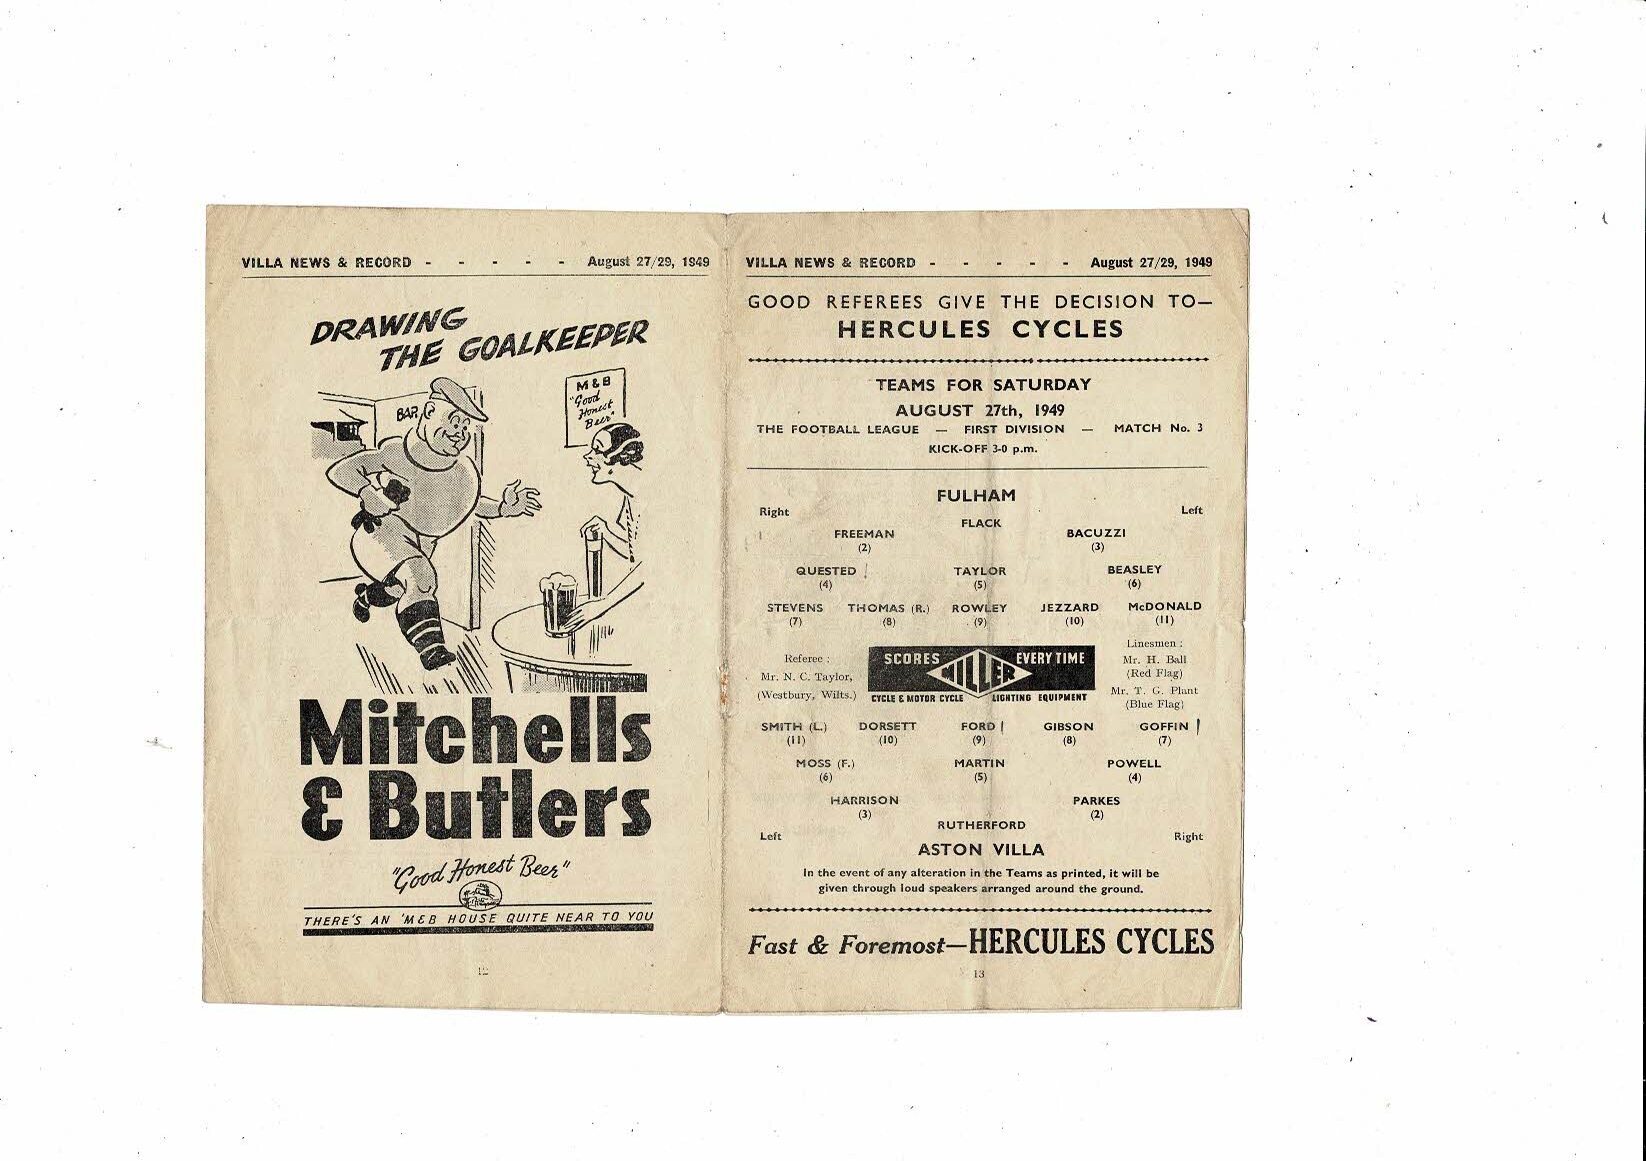 VILLA NEWS & RECORD - - - - - August 27/29, 1949
DRAWING
THE GOALKEEPER
BAR
M & B
"Good
Honest
Beer"
Mitchells
& Butlers
"Good Honest Beer"
THERE'S AN 'M&B HOUSE QUITE NEAR TO YOU
12
VILLA NEWS & RECORD - - - - - August 27/29, 1949
GOOD REFEREES GIVE THE DECISION TO—
HERCULES CYCLES
TEAMS FOR SATURDAY
AUGUST 27th, 1949
THE FOOTBALL LEAGUE — FIRST DIVISION — MATCH No. 3
KICK-OFF 3-0 p.m.
FULHAM
Right Left
FLACK
FREEMAN BACUZZI
(2) (3)
QUESTED TAYLOR BEASLEY
(4) (5) (6)
STEVENS THOMAS (R.) ROWLEY JEZZARD McDONALD
(7) (8) (9) (10) (11)
Referee :
Mr. N. C. Taylor,
(Westbury, Wilts.)
SCORES EVERY TIME
MILLER
CYCLE & MOTOR CYCLE LIGHTING EQUIPMENT
Linesmen :
Mr. H. Ball
(Red Flag)
Mr. T. G. Plant
(Blue Flag)
SMITH (L.) DORSETT FORD GIBSON GOFFIN
(11) (10) (9) (8) (7)
MOSS (F.) MARTIN POWELL
(6) (5) (4)
HARRISON PARKES
(3) (2)
RUTHERFORD
Left Right
ASTON VILLA
In the event of any alteration in the Teams as printed, it will be
given through loud speakers arranged around the ground.
Fast & Foremost—HERCULES CYCLES
13